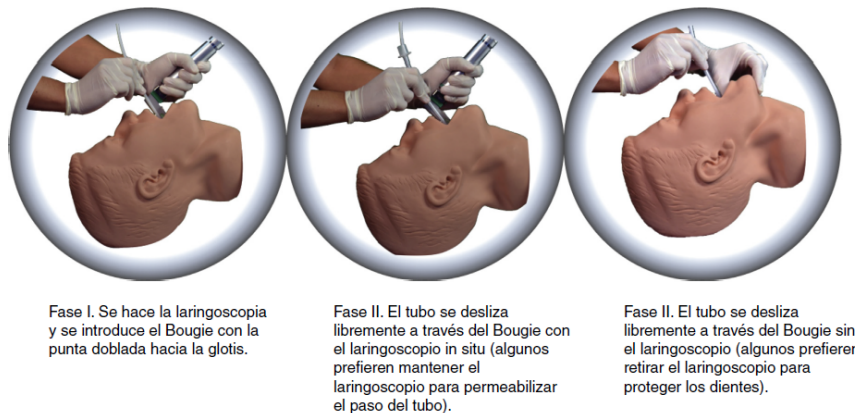 Fase I. Se hace la laringoscopia
y se introduce el Bougie con la
punta doblada hacia la glotis.
Fase II. El tubo se desliza
libremente a través del Bougie con
el laringoscopio in situ (algunos
prefieren mantener el
laringoscopio para permeabilizar
el paso del tubo).
Fase II. El tubo se desliza
libremente a través del Bougie sin
el laringoscopio (algunos prefieren
retirar el laringoscopio para
proteger los dientes).